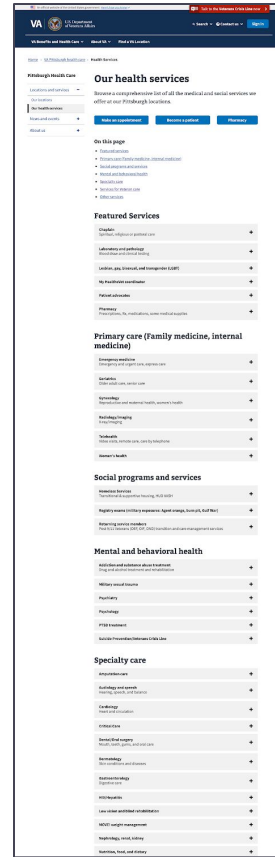 Talk to the Veterans Crisis Line now
VA
U.S. Department
of Veterans Affairs
Search
Contact us
Sign in
VA Benefits and Health Care
About VA
Find a VA Location
Home
VA Pittsburgh health care
Health Services
Pittsburgh Health Care
Locations and services
Our locations
Our health services
News and events
About us
Our health services
Browse a comprehensive list of all the medical and social services we
offer at our Pittsburgh locations.
Make an appointment
Become a patient
Pharmacy
On this page
Featured services
Primary care (Family medicine, internal medicine)
Social programs and services
Mental and behavioral health
Specialty care
Other services
Featured Services
Chaplain
Spiritual, religious or pastoral care
Laboratory and pathology
Blood draws and clinical testing
Lesbian, gay, bisexual, and transgender (LGBT)
My HealtheVet coordinator
Patient advocates
Pharmacy
Prescriptions, Rx, medications, some medical supplies
Primary care (Family medicine, internal
medicine)
Emergency medicine
Emergency and urgent care, express care
Geriatrics
Older adult care, senior care
Gynecology
Reproductive and maternal health, women's health
Radiology/Imaging
X-ray/Imaging
Telehealth
Video visits, remote care, care by telephone
Women's health
Social programs and services
Homeless Services
Transitional & supportive housing, HUD VASH
Registry exams (military exposures: Agent orange, burn pit, Gulf War)
Returning service members
Post 9/11 Veterans (OEF, OIF, OND) transition and care management services
Mental and behavioral health
Addiction and substance abuse treatment
Drug and alcohol treatment and rehabilitation
Military sexual trauma
Psychiatry
Psychology
PTSD treatment
Suicide Prevention/Veterans Crisis Line
Specialty care
Amputation care
Audiology and speech
Hearing, speech, and balance
Cardiology
Heart and circulation
Critical Care
Dental/Oral surgery
Mouth, teeth, gums, and oral care
Dermatology
Skin conditions and diseases
Gastroenterology
Digestive care
HIV/Hepatitis
Low vision and blind rehabilitation
MOVE! weight management
Nephrology, renal, kidney
Nutrition, food, and dietary